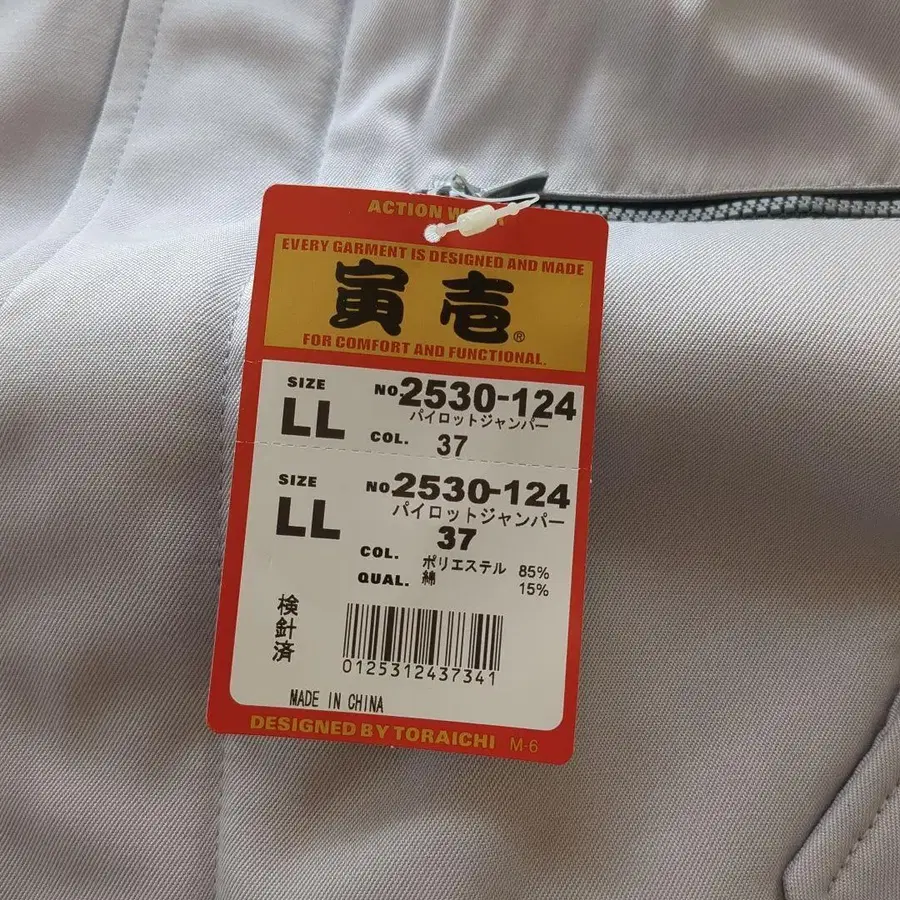 ACTION
EVERY GARMENT IS DESIGNED AND MADE
寅壱®
FOR COMFORT AND FUNCTIONAL.
SIZE NO.2530-124
パイロットジャンパー
LL COL. 37
SIZE NO2530-124
パイロットジャンパー
LL 37
COL. ポリエステル 85%
QUAL. 綿 15%
検針済
0125312437341
MADE IN CHINA
DESIGNED BY TORAICHI M-6